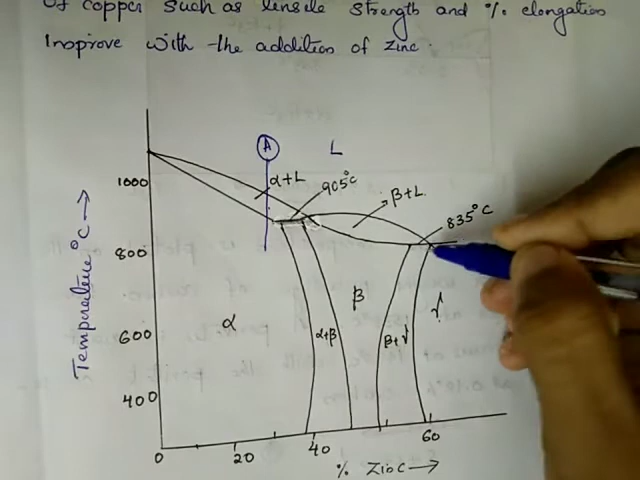 Of copper such as tensile strength and % elongation
Inoprove with the addition of zinc.
A
L
1000
α+L
905°C
β+L
835°C
800
Temperature °C →
β
γ
α
α+β
β+γ
600
400
0
20
40
60
% Zinc →